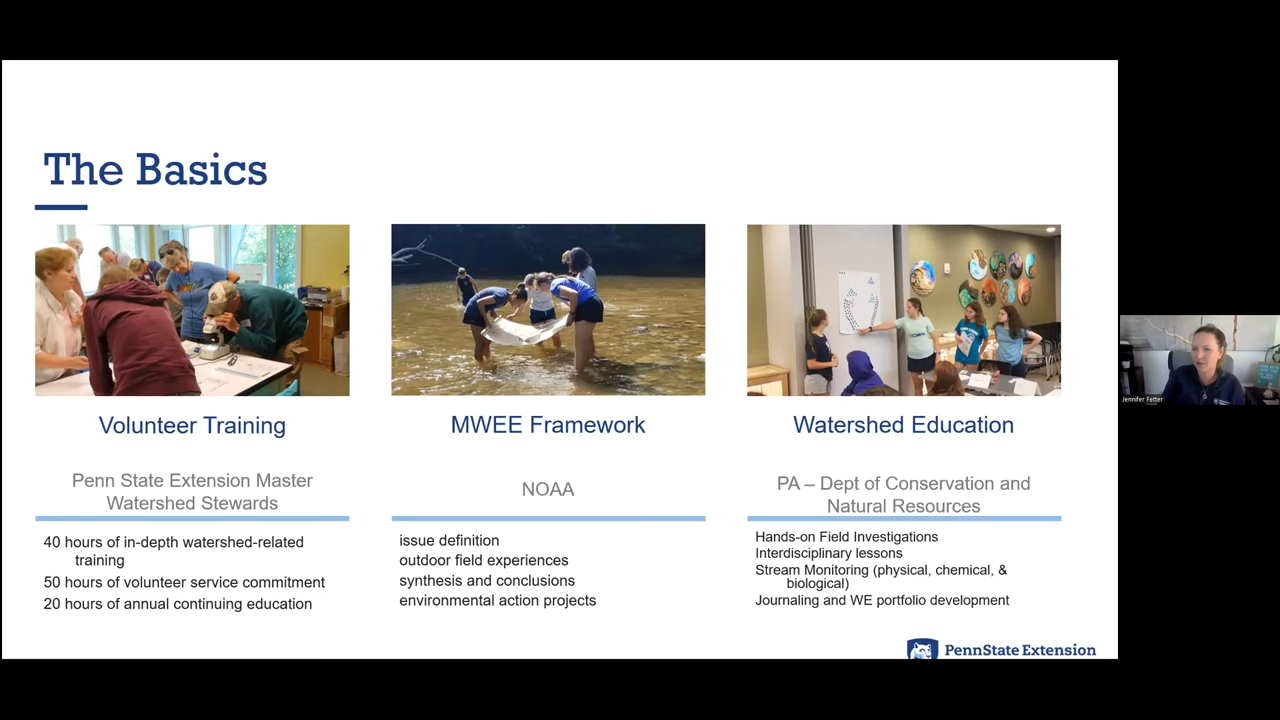 The Basics
Volunteer Training
Penn State Extension Master
Watershed Stewards
40 hours of in-depth watershed-related
training
50 hours of volunteer service commitment
20 hours of annual continuing education
MWEE Framework
NOAA
issue definition
outdoor field experiences
synthesis and conclusions
environmental action projects
Watershed Education
PA – Dept of Conservation and
Natural Resources
Hands-on Field Investigations
Interdisciplinary lessons
Stream Monitoring (physical, chemical, &
biological)
Journaling and WE portfolio development
PennState Extension
Jennifer Fetter